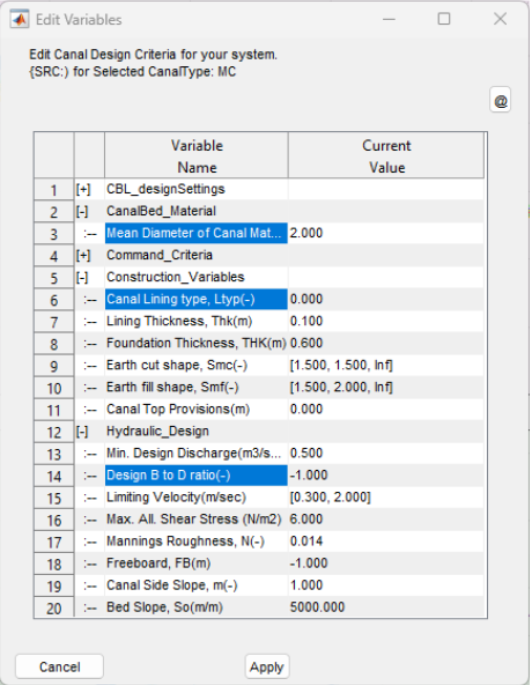 Edit Variables
Edit Canal Design Criteria for your system.
{SRC:) for Selected CanalType: MC
@
Variable Name Current Value
1 [+] CBL_designSettings
2 [-] CanalBed_Material
3 :-- Mean Diameter of Canal Mat... 2.000
4 [+] Command_Criteria
5 [-] Construction_Variables
6 :-- Canal Lining type, Ltyp(-) 0.000
7 :-- Lining Thickness, Thk(m) 0.100
8 :-- Foundation Thickness, THK(m) 0.600
9 :-- Earth cut shape, Smc(-) [1.500, 1.500, Inf]
10 :-- Earth fill shape, Smf(-) [1.500, 2.000, Inf]
11 :-- Canal Top Provisions(m) 0.000
12 [-] Hydraulic_Design
13 :-- Min. Design Discharge(m3/s... 0.500
14 :-- Design B to D ratio(-) -1.000
15 :-- Limiting Velocity(m/sec) [0.300, 2.000]
16 :-- Max. All. Shear Stress (N/m2) 6.000
17 :-- Mannings Roughness, N(-) 0.014
18 :-- Freeboard, FB(m) -1.000
19 :-- Canal Side Slope, m(-) 1.000
20 :-- Bed Slope, So(m/m) 5000.000
Cancel Apply